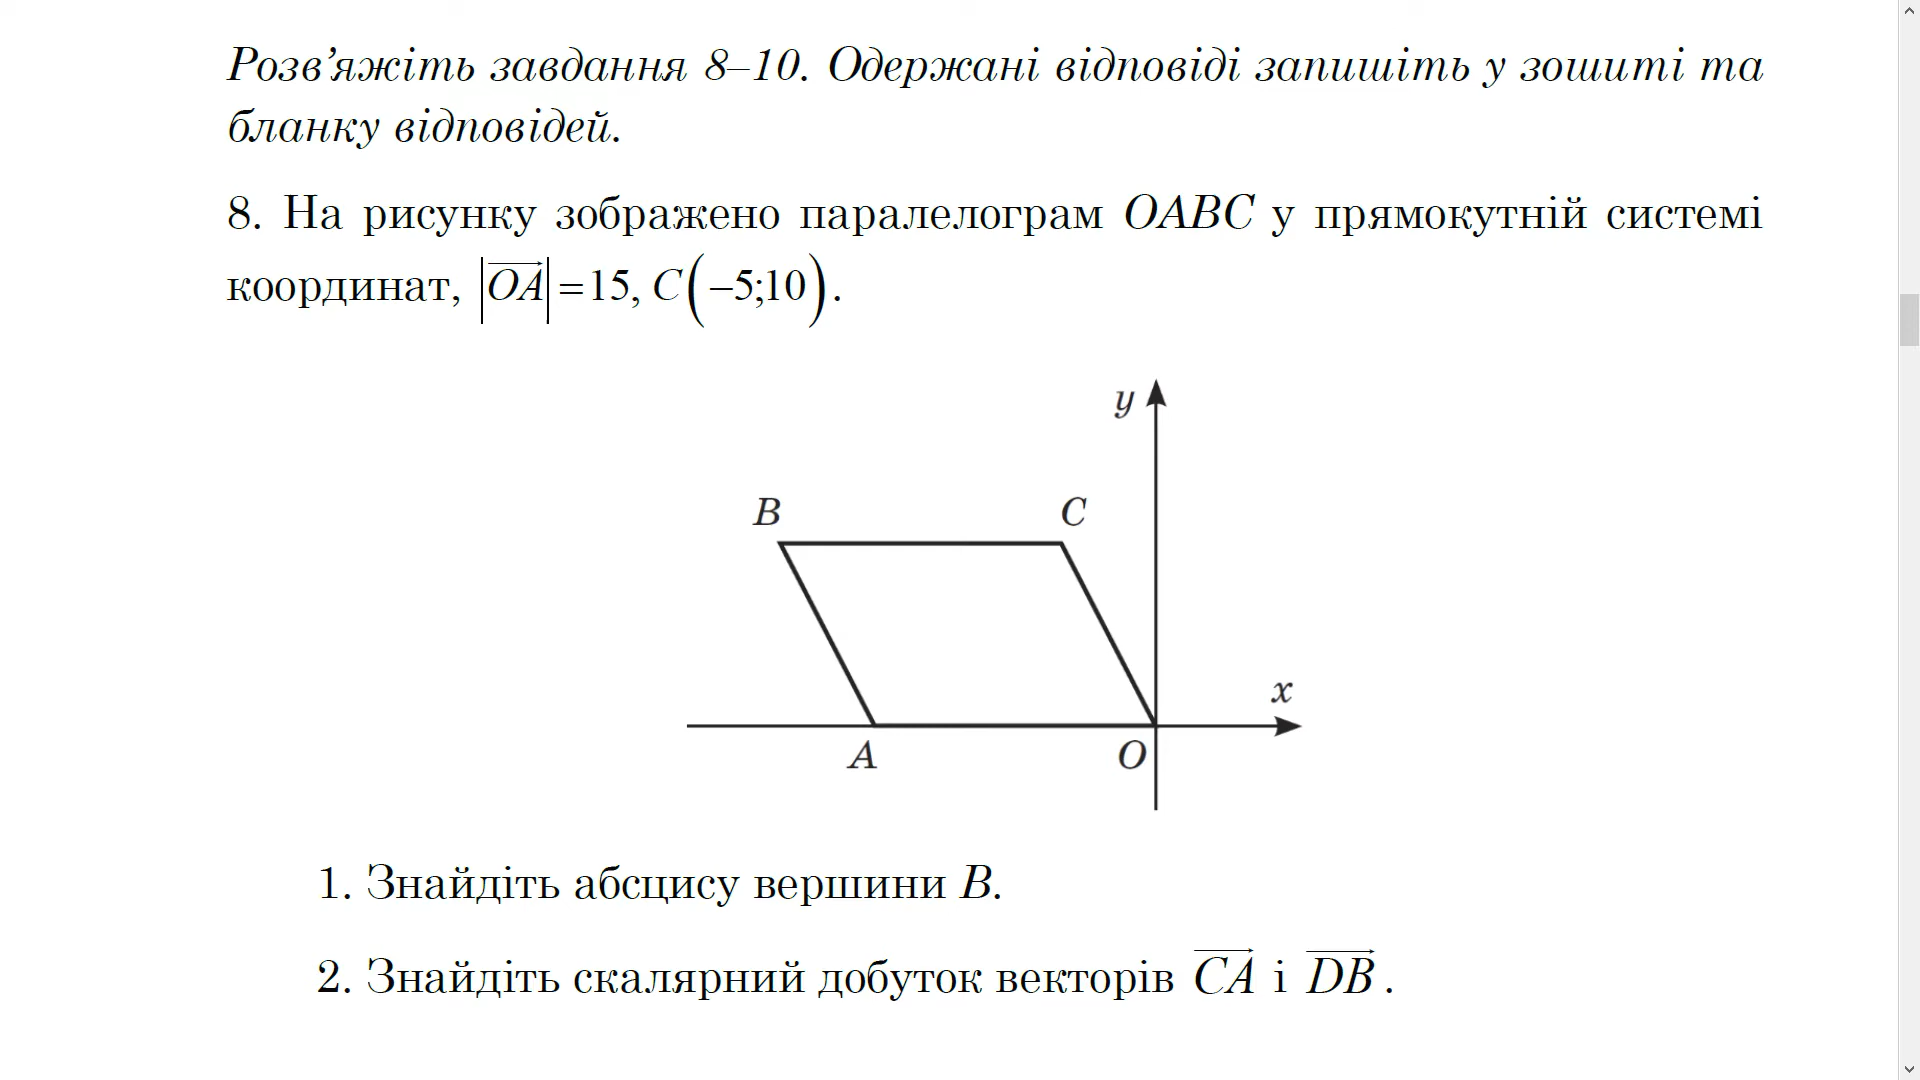 Розв’яжіть завдання 8–10. Одержані відповіді запишіть у зошиті та
бланку відповідей.
8. На рисунку зображено паралелограм OABC у прямокутній системі
координат, |OA⃗| = 15, C(−5;10).
y
B
C
x
A
O
1. Знайдіть абсцису вершини B.
2. Знайдіть скалярний добуток векторів CA⃗ і DB⃗.